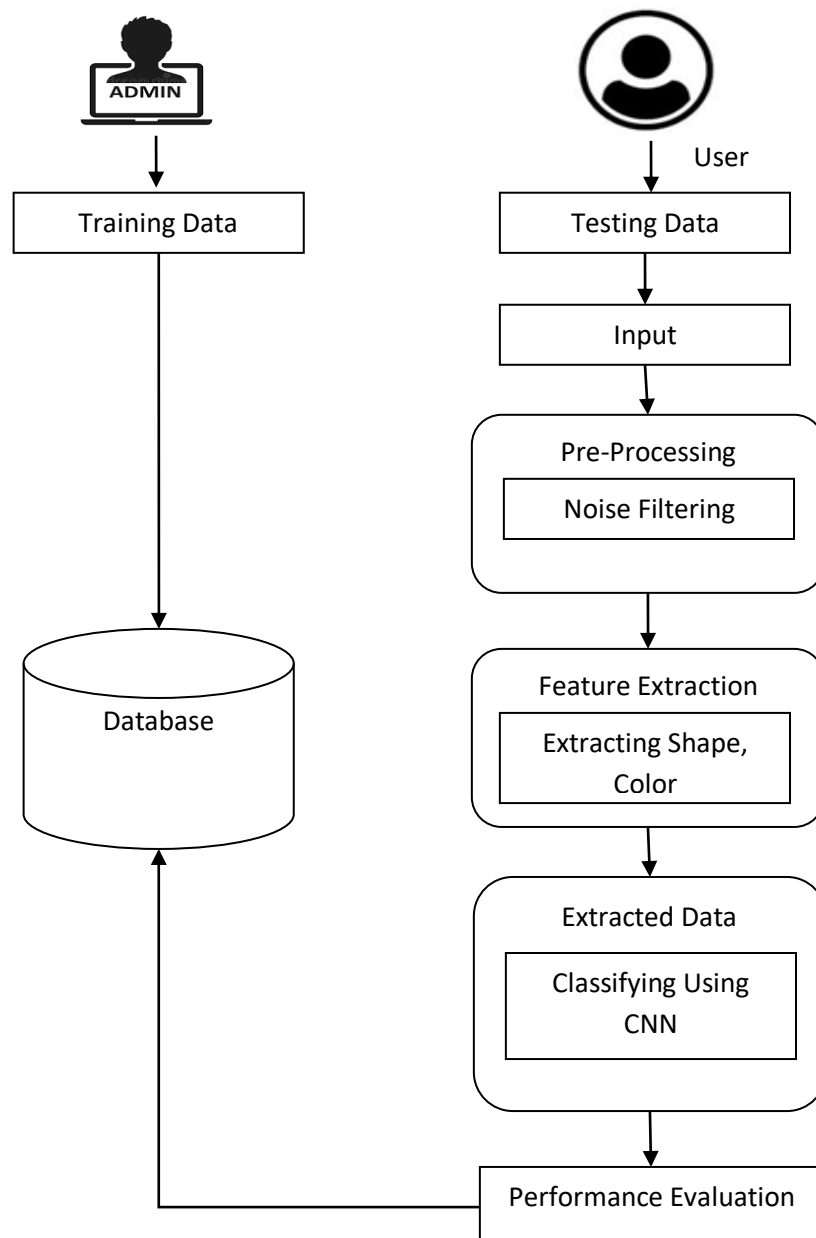 ADMIN
User
Training Data
Testing Data
Input
Pre-Processing
Noise Filtering
Feature Extraction
Extracting Shape,
Color
Database
Extracted Data
Classifying Using
CNN
Performance Evaluation